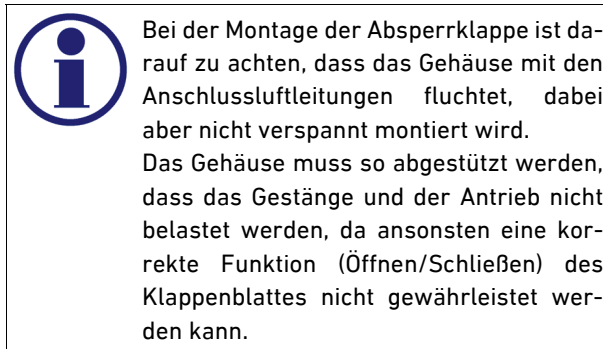 Bei der Montage der Absperrklappe ist da-
rauf zu achten, dass das Gehäuse mit den
Anschlussluftleitungen fluchtet, dabei
aber nicht verspannt montiert wird.
Das Gehäuse muss so abgestützt werden,
dass das Gestänge und der Antrieb nicht
belastet werden, da ansonsten eine kor-
rekte Funktion (Öffnen/Schließen) des
Klappenblattes nicht gewährleistet wer-
den kann.